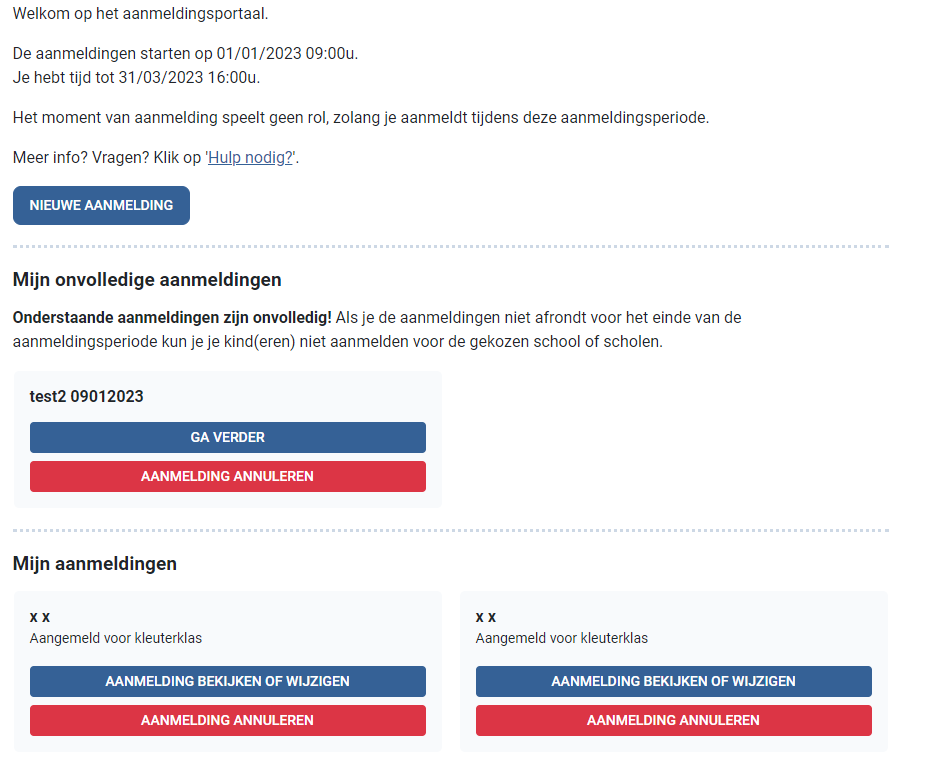 Welkom op het aanmeldingsportaal.
De aanmeldingen starten op 01/01/2023 09:00u.
Je hebt tijd tot 31/03/2023 16:00u.
Het moment van aanmelding speelt geen rol, zolang je aanmeldt tijdens deze aanmeldingsperiode.
Meer info? Vragen? Klik op 'Hulp nodig?'.
NIEUWE AANMELDING
Mijn onvolledige aanmeldingen
Onderstaande aanmeldingen zijn onvolledig! Als je de aanmeldingen niet afrondt voor het einde van de
aanmeldingsperiode kun je je kind(eren) niet aanmelden voor de gekozen school of scholen.
test2 09012023
GA VERDER
AANMELDING ANNULEREN
Mijn aanmeldingen
x x
Aangemeld voor kleuterklas
AANMELDING BEKIJKEN OF WIJZIGEN
AANMELDING ANNULEREN
x x
Aangemeld voor kleuterklas
AANMELDING BEKIJKEN OF WIJZIGEN
AANMELDING ANNULEREN